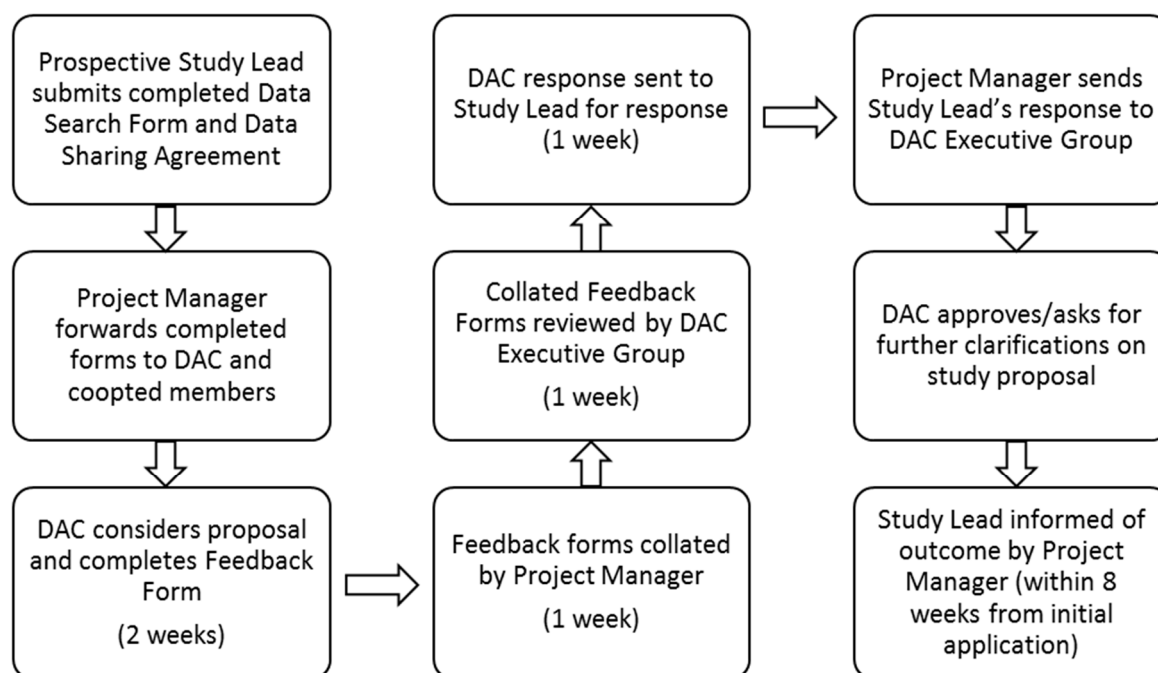 Prospective Study Lead
submits completed Data
Search Form and Data
Sharing Agreement
Project Manager
forwards completed
forms to DAC and
coopted members
DAC considers proposal
and completes Feedback
Form
(2 weeks)
Feedback forms collated
by Project Manager
(1 week)
Collated Feedback
Forms reviewed by DAC
Executive Group
(1 week)
DAC response sent to
Study Lead for response
(1 week)
Project Manager sends
Study Lead's response to
DAC Executive Group
DAC approves/asks for
further clarifications on
study proposal
Study Lead informed of
outcome by Project
Manager (within 8
weeks from initial
application)